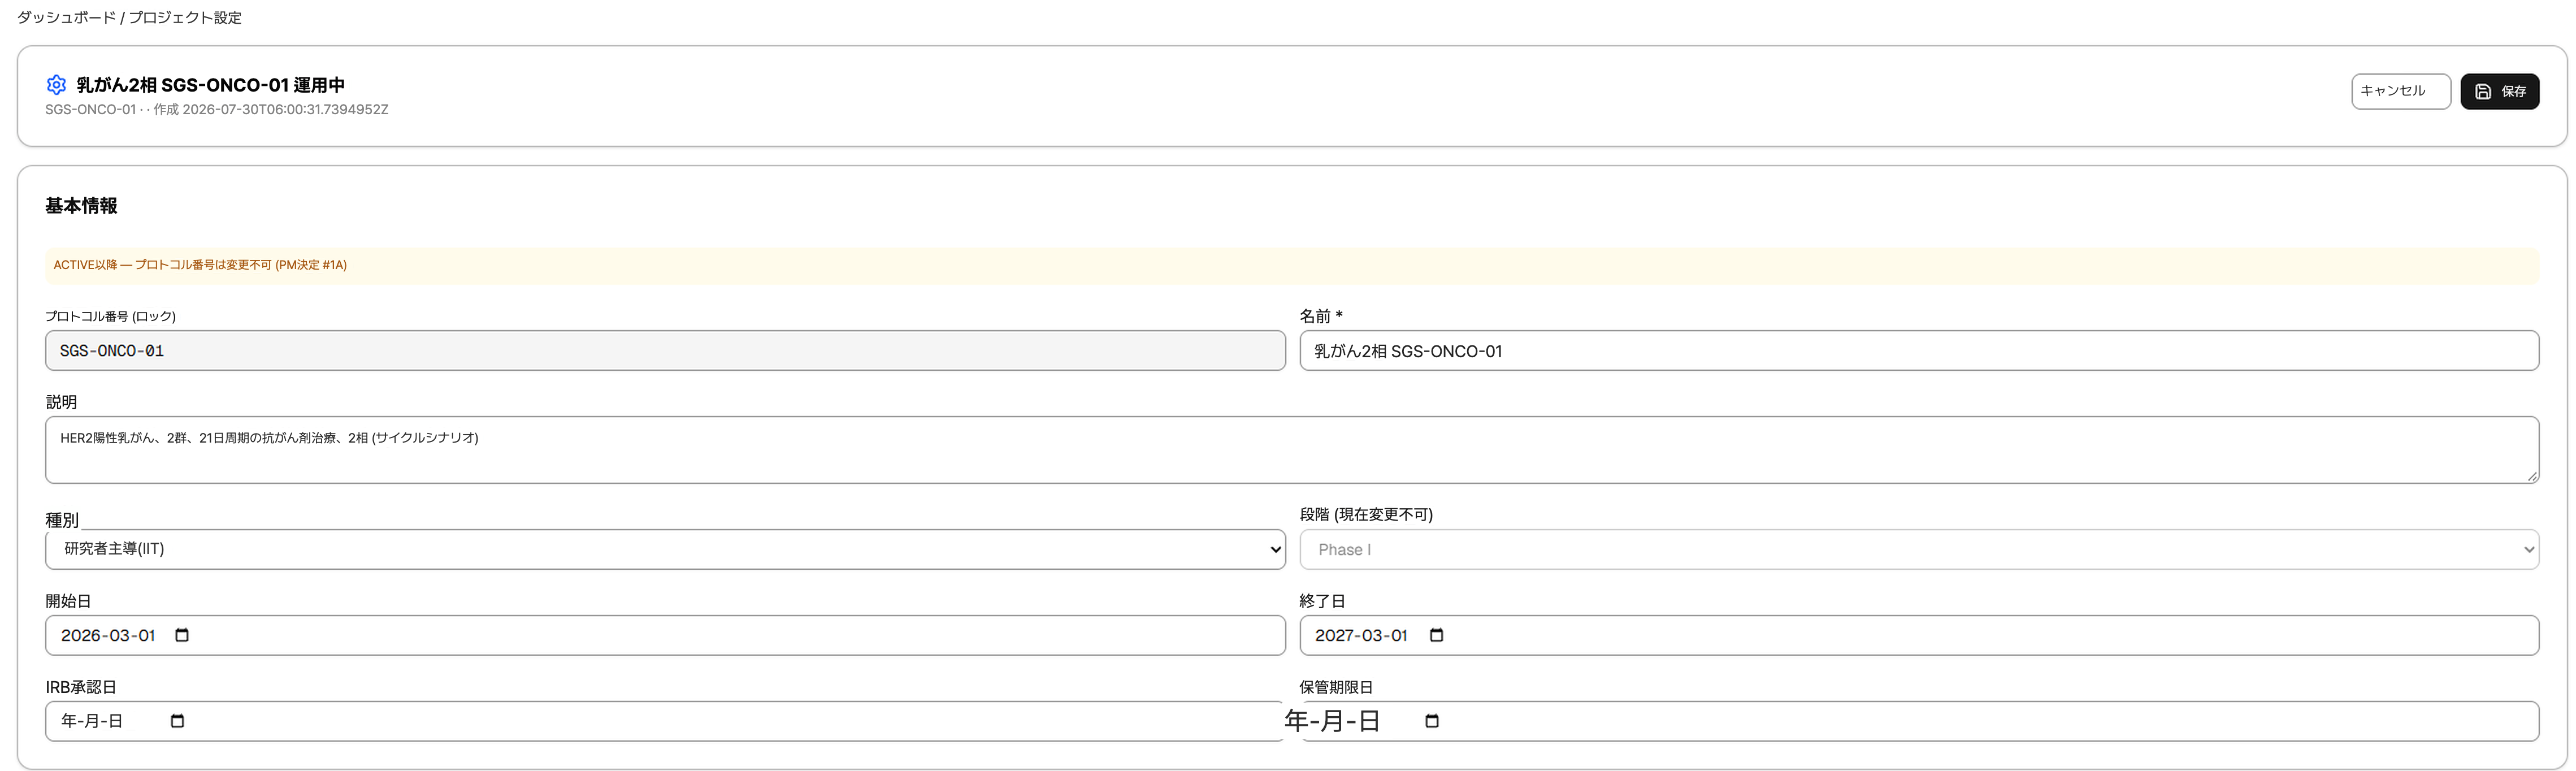 ダッシュボード / プロジェクト設定
乳がん2相 SGS-ONCO-01 運用中
SGS-ONCO-01 · · 作成 2026-07-30T06:00:31.7394952Z
キャンセル
保存
基本情報
ACTIVE以降 — プロトコル番号は変更不可 (PM決定 #1A)
プロトコル番号 (ロック)
SGS-ONCO-01
名前 *
乳がん2相 SGS-ONCO-01
説明
HER2陽性乳がん、2群、21日周期の抗がん剤治療、2相 (サイクルシナリオ)
種別
研究者主導(IIT)
段階 (現在変更不可)
Phase I
開始日
2026-03-01
終了日
2027-03-01
IRB承認日
年-月-日
保管期限日
年-月-日